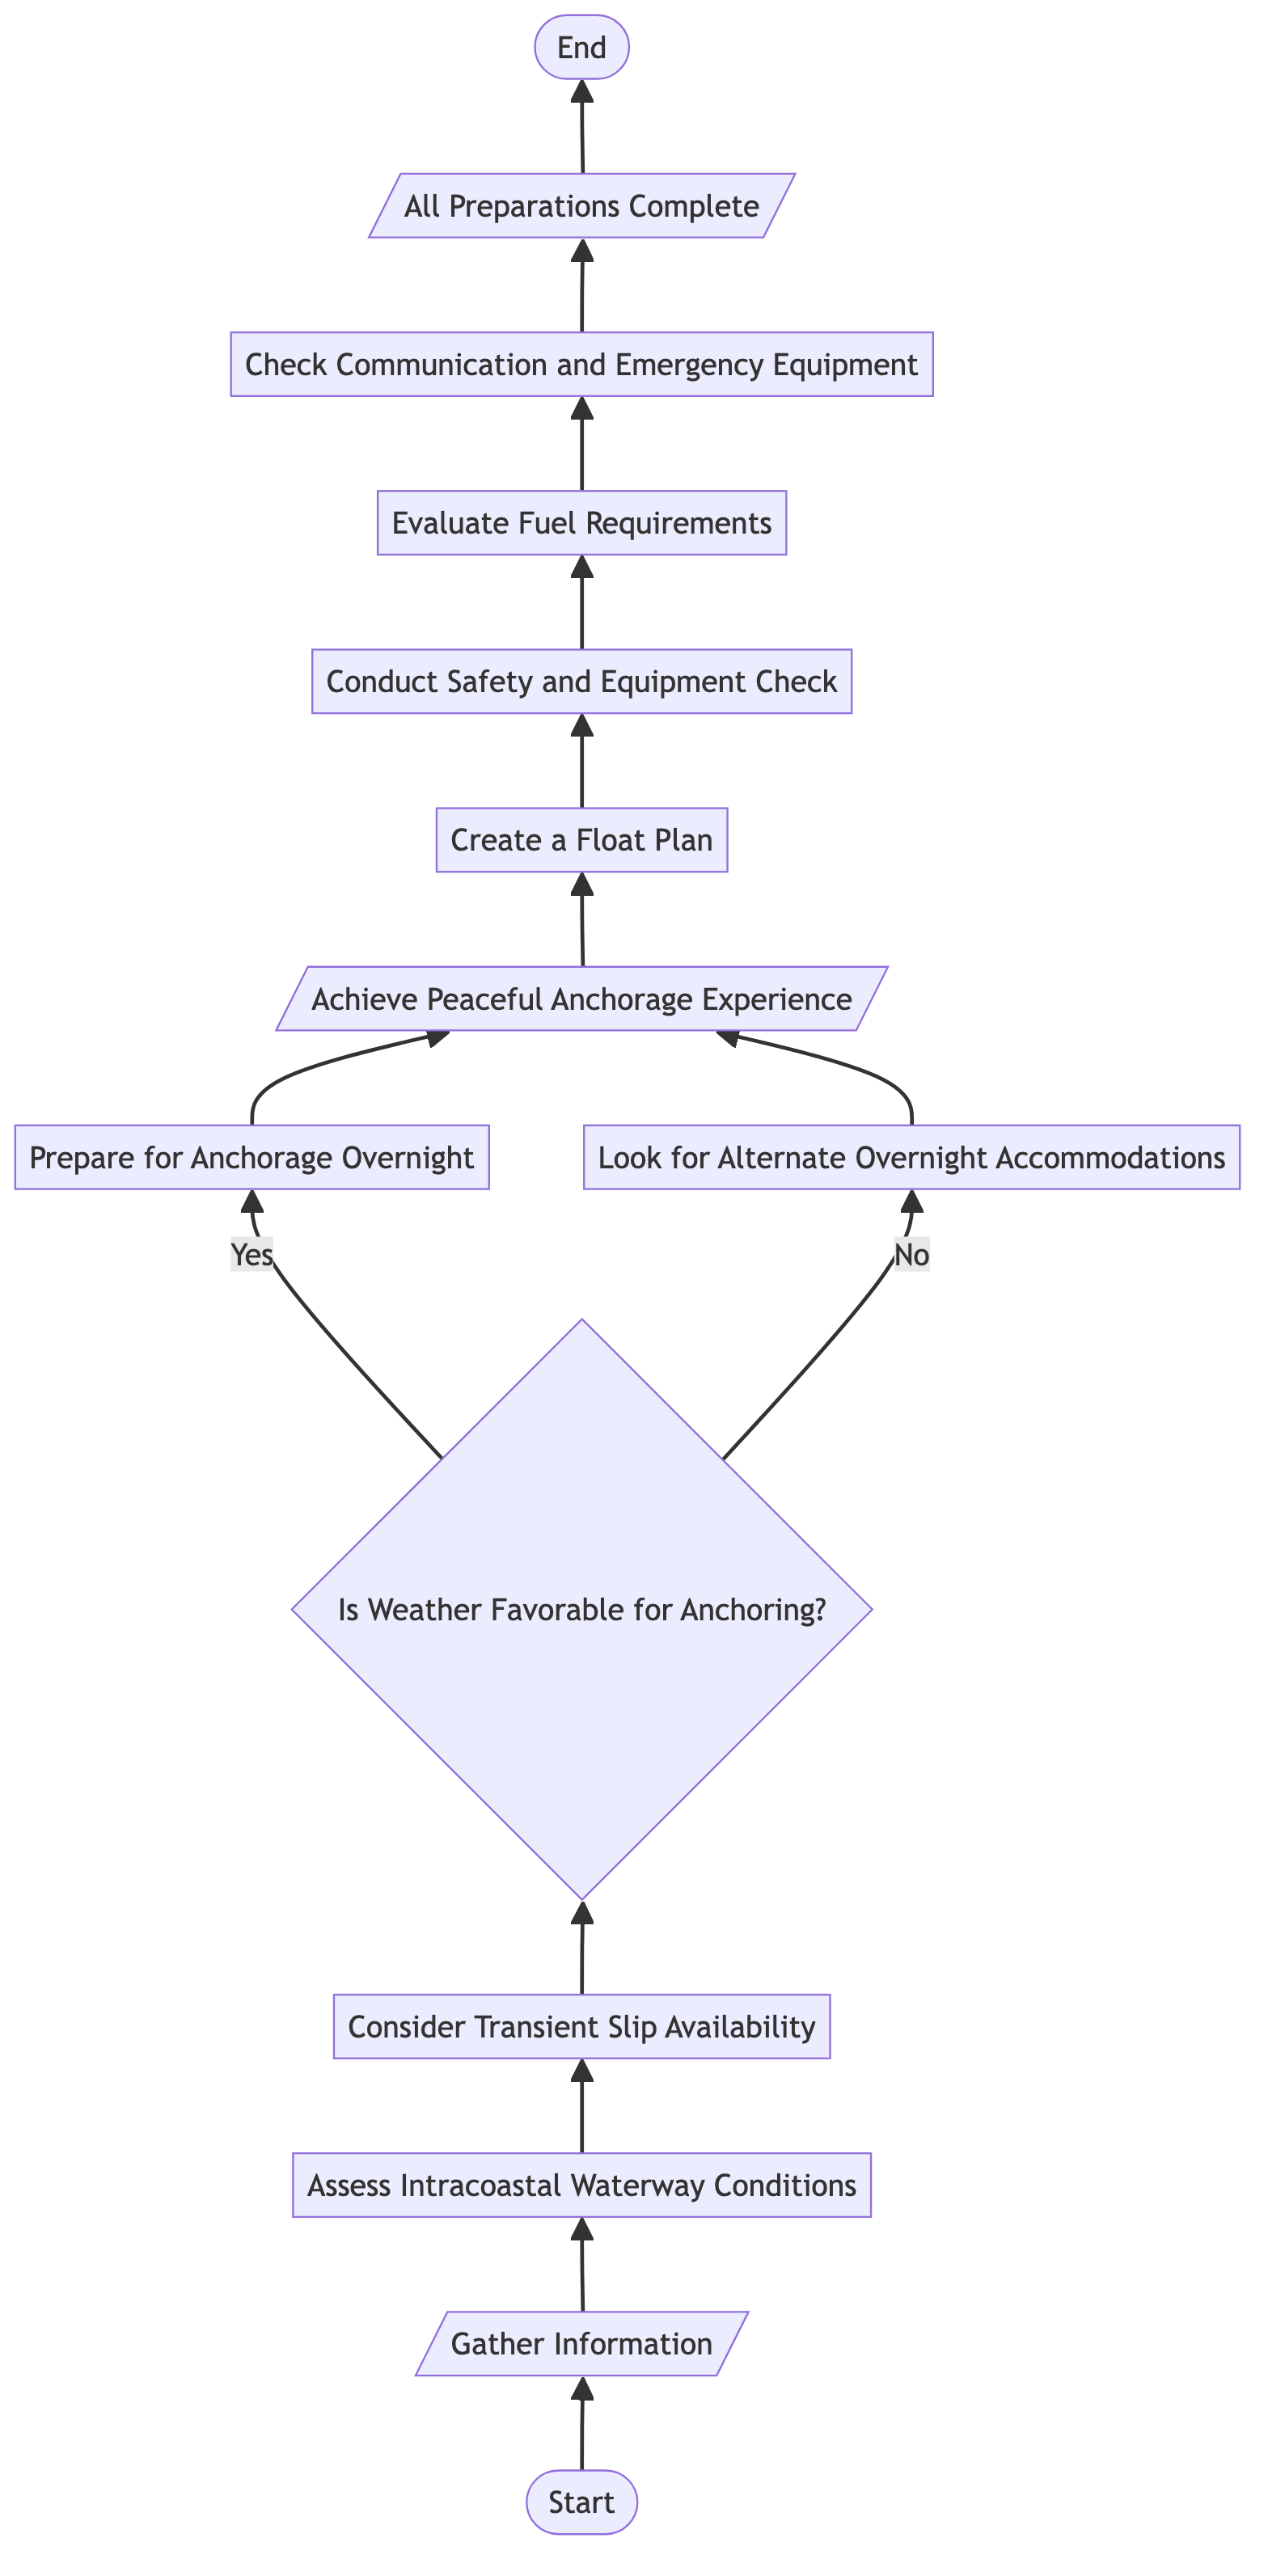 End
All Preparations Complete
Check Communication and Emergency Equipment
Evaluate Fuel Requirements
Conduct Safety and Equipment Check
Create a Float Plan
Achieve Peaceful Anchorage Experience
Prepare for Anchorage Overnight
Look for Alternate Overnight Accommodations
Yes
No
Is Weather Favorable for Anchoring?
Consider Transient Slip Availability
Assess Intracoastal Waterway Conditions
Gather Information
Start